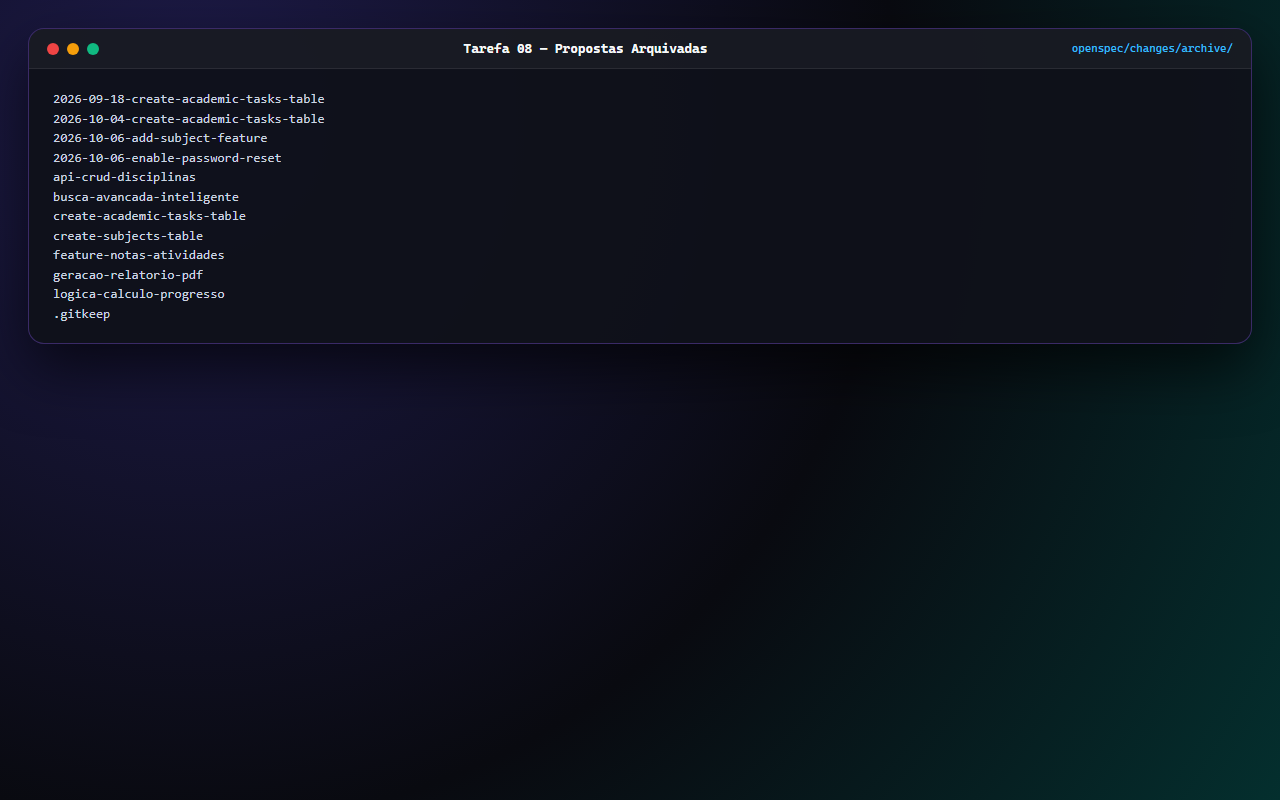 Tarefa 08 — Propostas Arquivadas
openspec/changes/archive/
2026-09-18-create-academic-tasks-table
2026-10-04-create-academic-tasks-table
2026-10-06-add-subject-feature
2026-10-06-enable-password-reset
api-crud-disciplinas
busca-avancada-inteligente
create-academic-tasks-table
create-subjects-table
feature-notas-atividades
geracao-relatorio-pdf
logica-calculo-progresso
.gitkeep